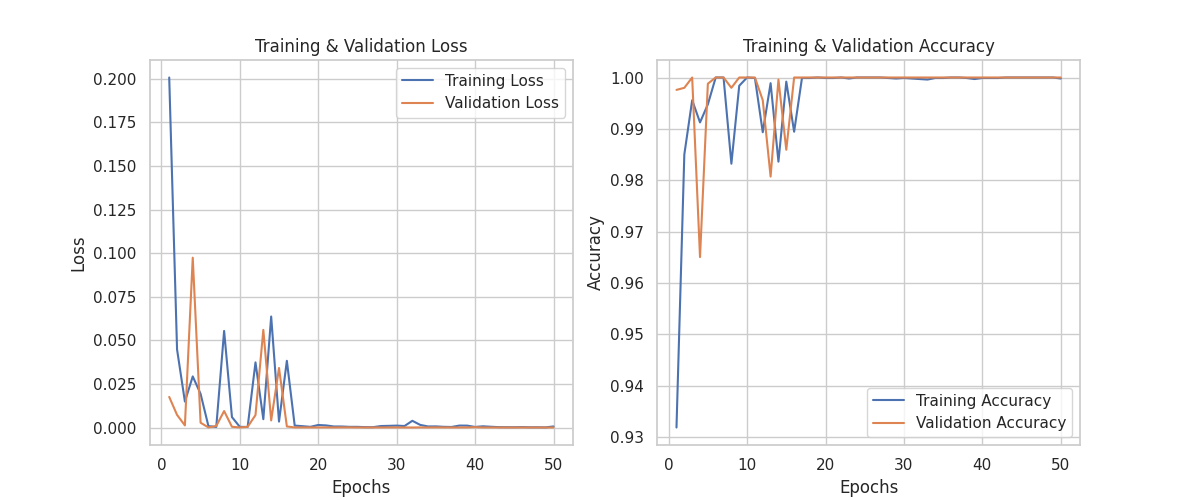 Training & Validation Loss
Training Loss
Validation Loss
0.200
0.175
0.150
0.125
0.100
0.075
0.050
0.025
0.000
Loss
0 10 20 30 40 50
Epochs
Training & Validation Accuracy
1.00
0.99
0.98
0.97
0.96
0.95
0.94
0.93
Accuracy
Training Accuracy
Validation Accuracy
0 10 20 30 40 50
Epochs